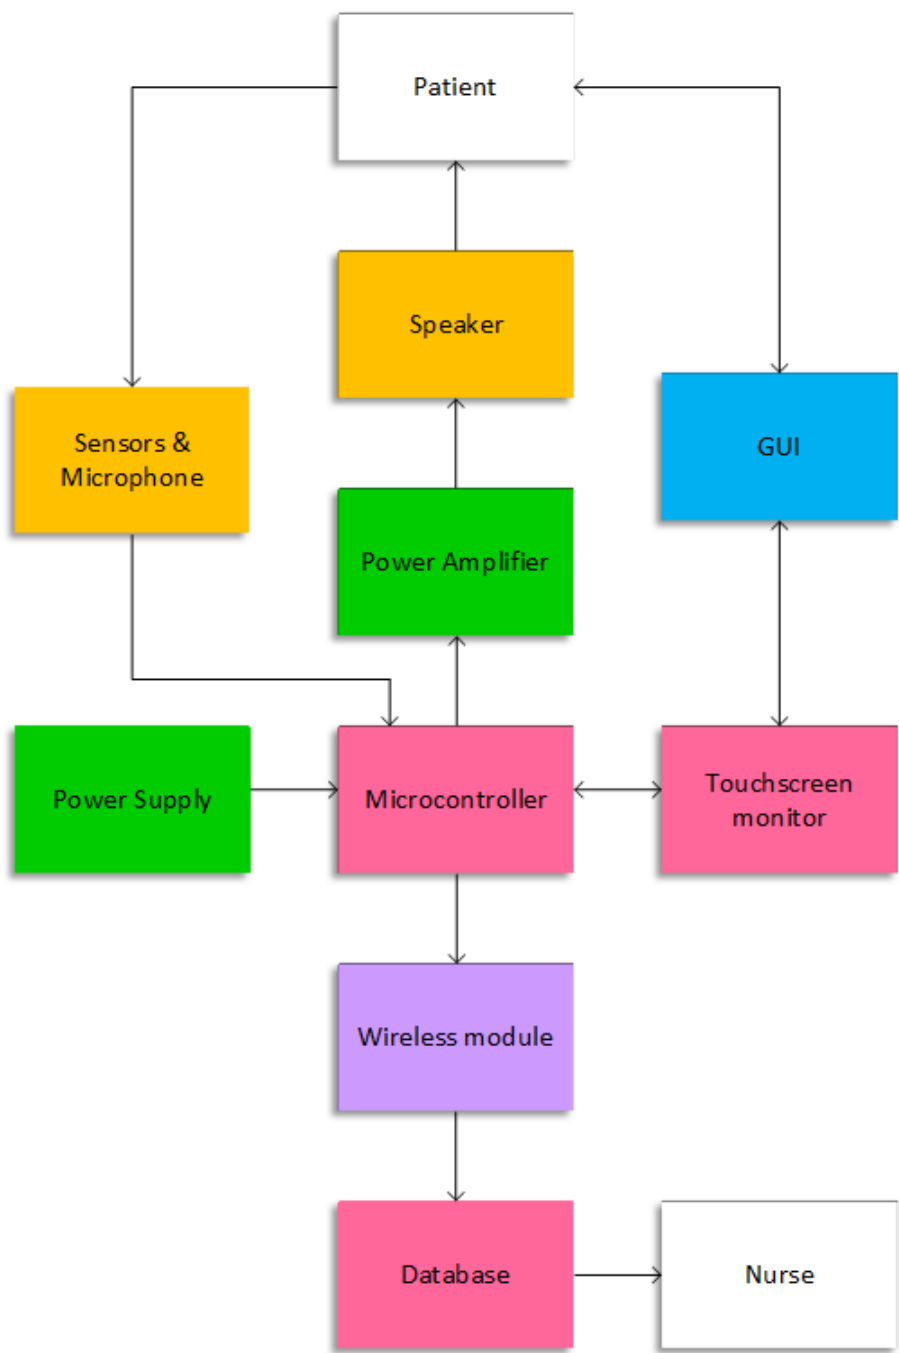 Patient
Speaker
Sensors &
Microphone
GUI
Power Amplifier
Power Supply
Microcontroller
Touchscreen
monitor
Wireless module
Database
Nurse